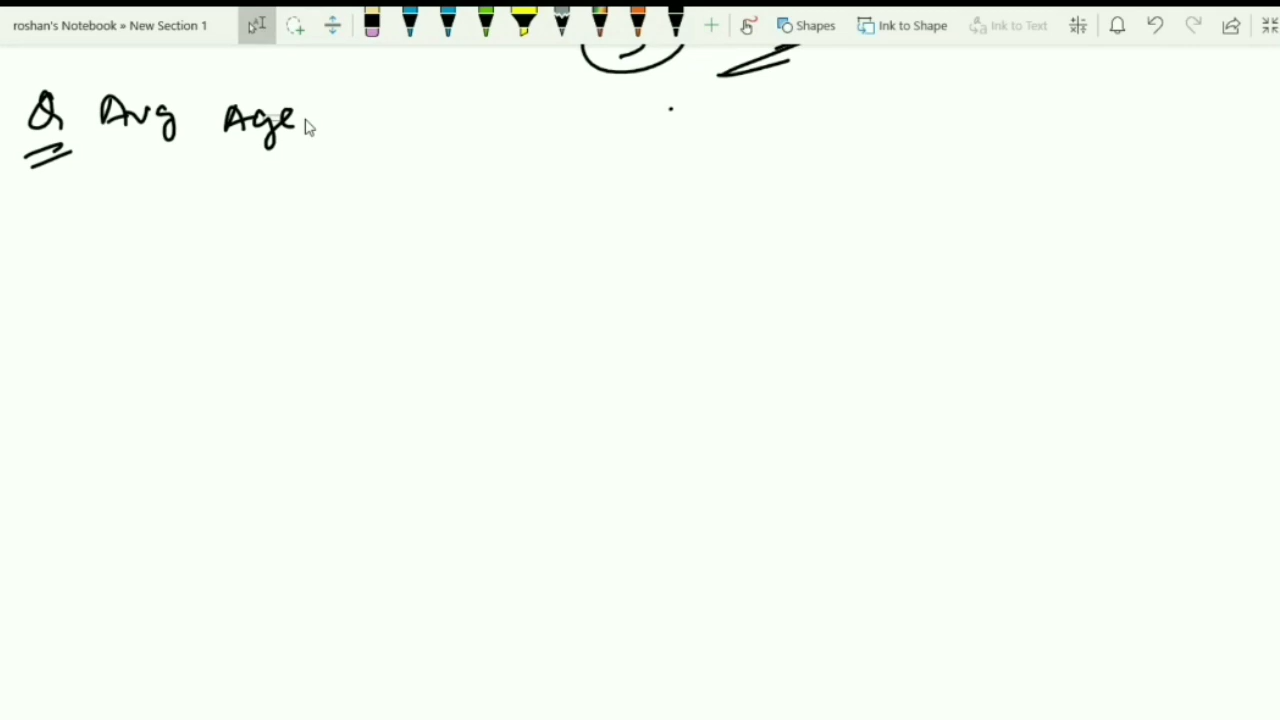 roshan's Notebook » New Section 1 Shapes Ink to Shape Ink to Text
Q Avg Age